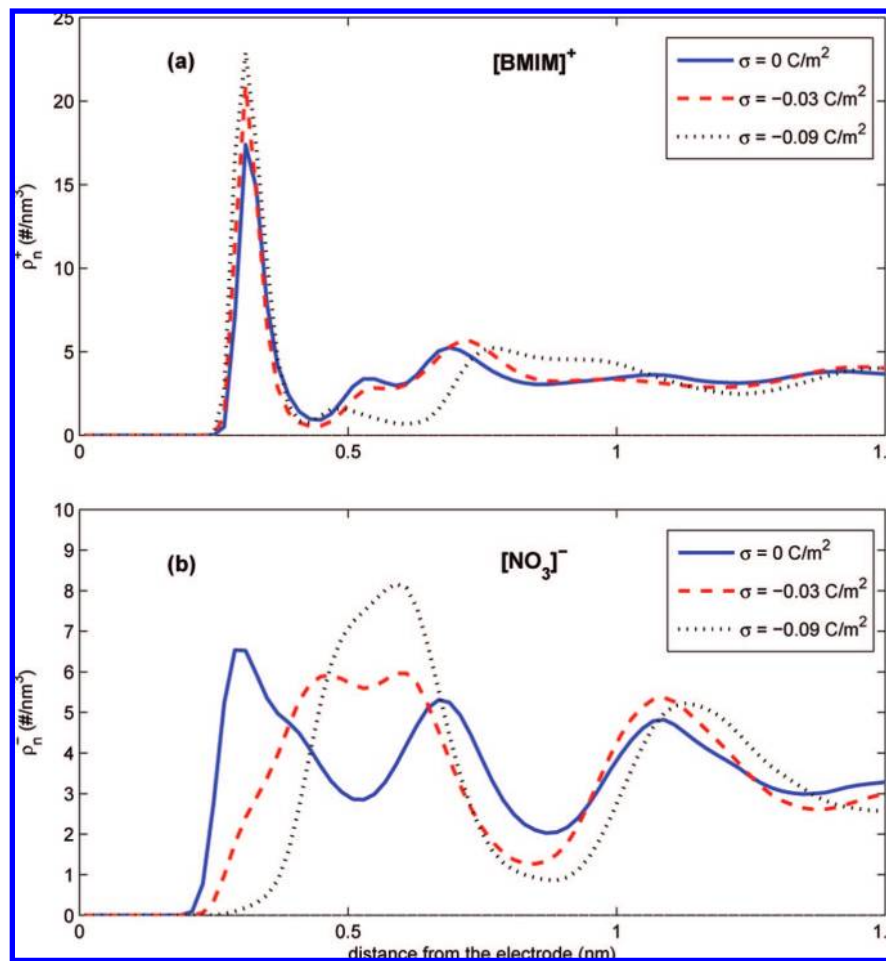 (a)
[BMIM]⁺
σ = 0 C/m²
σ = −0.03 C/m²
σ = −0.09 C/m²
25
20
15
10
5
0
ρₙ⁺ (#/nm³)
0
0.5
1
1.
(b)
[NO₃]⁻
σ = 0 C/m²
σ = −0.03 C/m²
σ = −0.09 C/m²
10
9
8
7
6
5
4
3
2
1
0
ρₙ⁻ (#/nm³)
0
0.5
1
1.
distance from the electrode (nm)